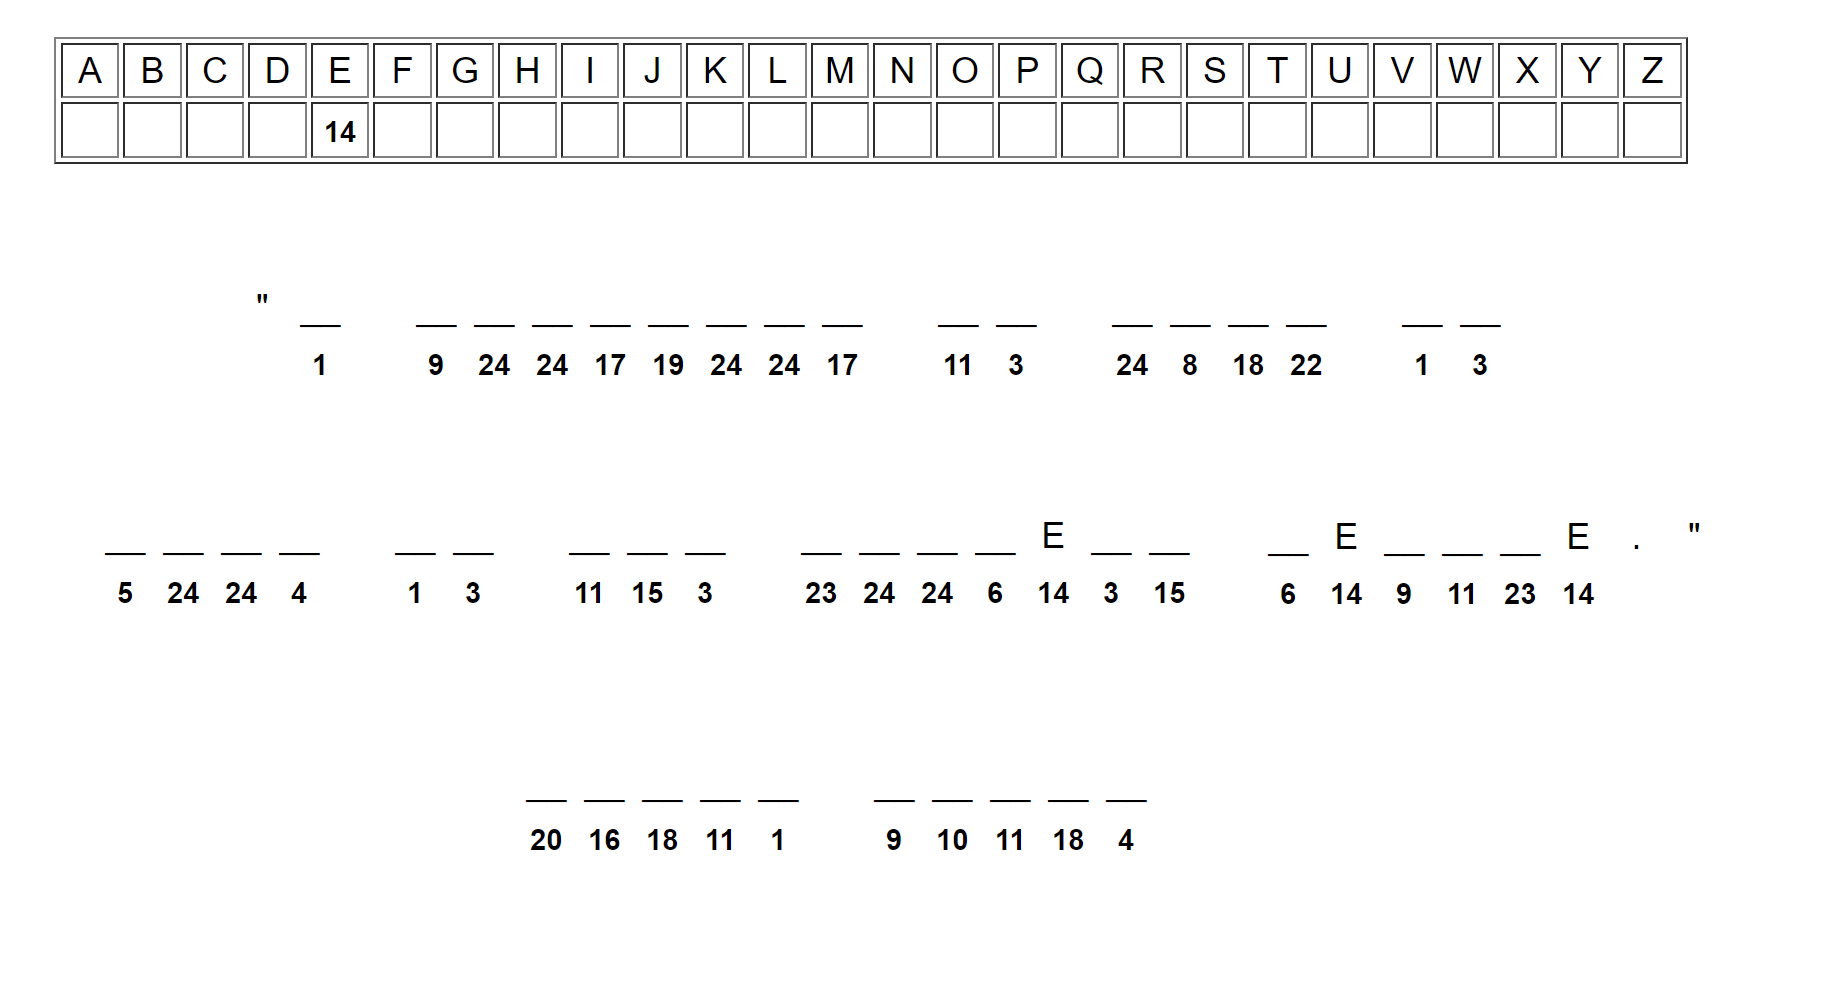 A B C D E F G H I J K L M N O P Q R S T U V W X Y Z
14
" __ __ __ __ __ __ __ __ __ __ __ __ __ __ __ __ __
1 9 24 24 17 19 24 24 17 11 3 24 8 18 22 1 3
__ __ __ __ __ __ __ __ __ __ __ __ __ E __ __ __ E __ __ __ E . "
5 24 24 4 1 3 11 15 3 23 24 24 6 14 3 15 6 14 9 11 23 14
__ __ __ __ __ __ __ __ __ __
20 16 18 11 1 9 10 11 18 4